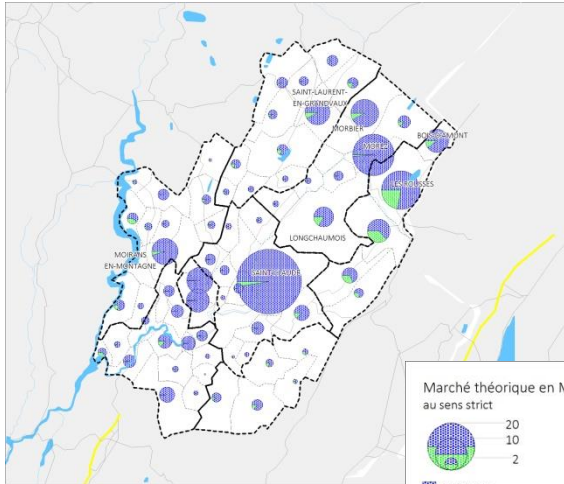 SAINT-LAURENT-
EN-GRANDVAUX
MORBIER
BOIS-D'AMONT
MOREZ
LES ROUSSES
LONGCHAUMOIS
MOIRANS
EN-MONTAGNE
SAINT-CLAUDE
Marché théorique en M
au sens strict
20
10
2